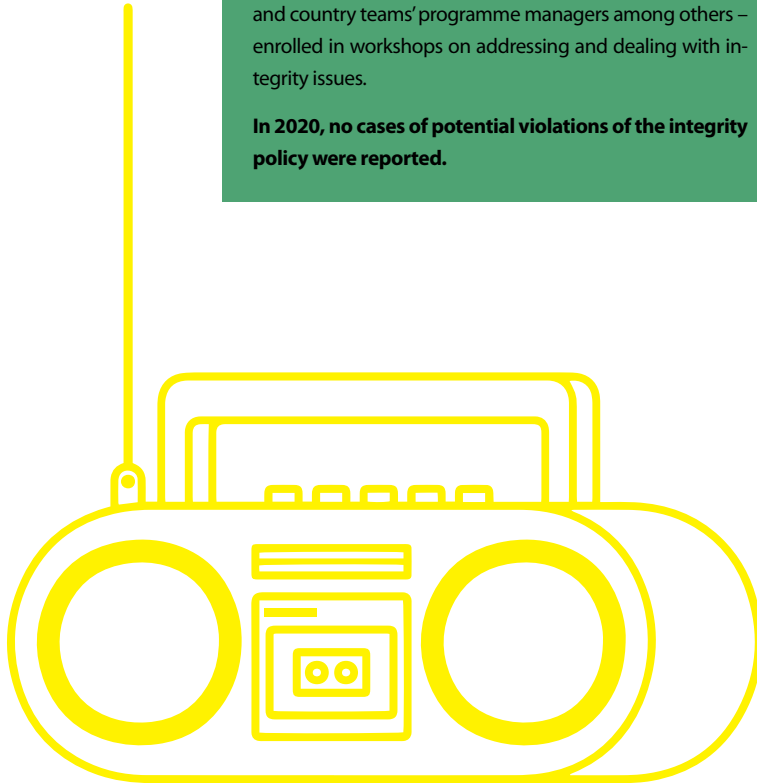 and country teams’ programme managers among others –
enrolled in workshops on addressing and dealing with in-
tegrity issues.
In 2020, no cases of potential violations of the integrity
policy were reported.